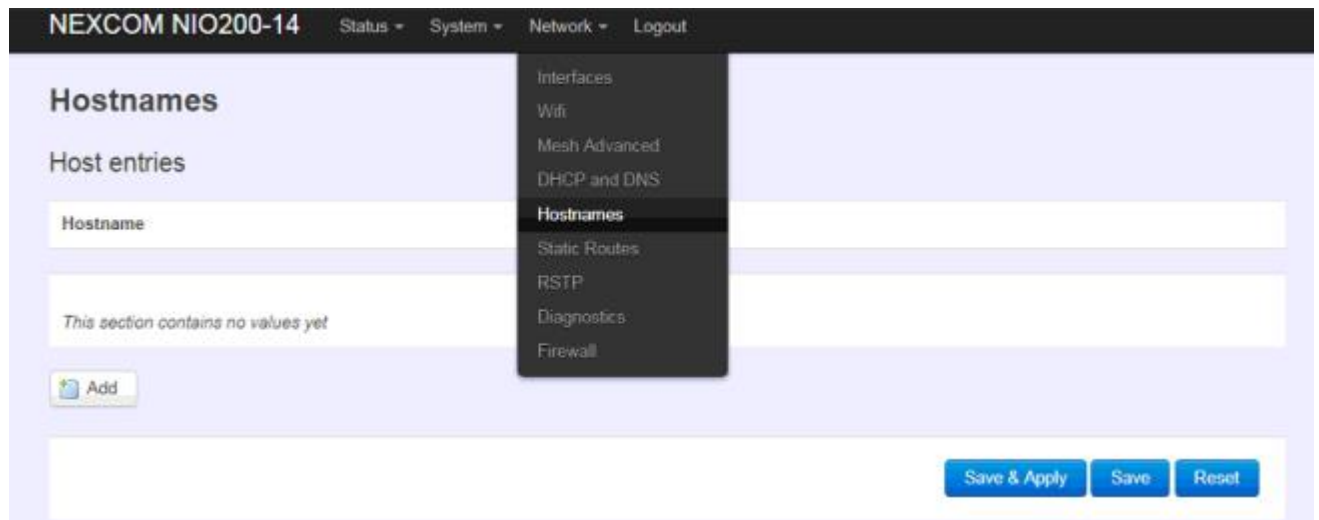 NEXCOM NIO200-14 Status System Network Logout
Interfaces
Wifi
Mesh Advanced
DHCP and DNS
Hostnames
Static Routes
RSTP
Diagnostics
Firewall
Hostnames
Host entries
Hostname
This section contains no values yet
Add
Save & Apply Save Reset